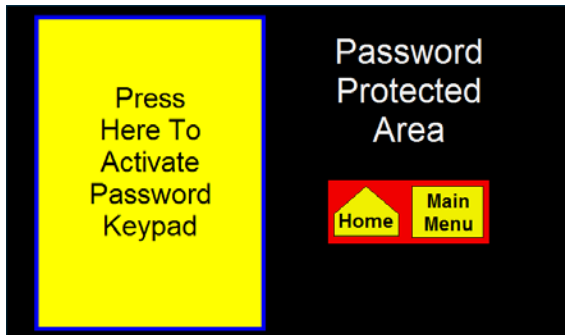 Press
Here To
Activate
Password
Keypad
Password
Protected
Area
Home
Main
Menu